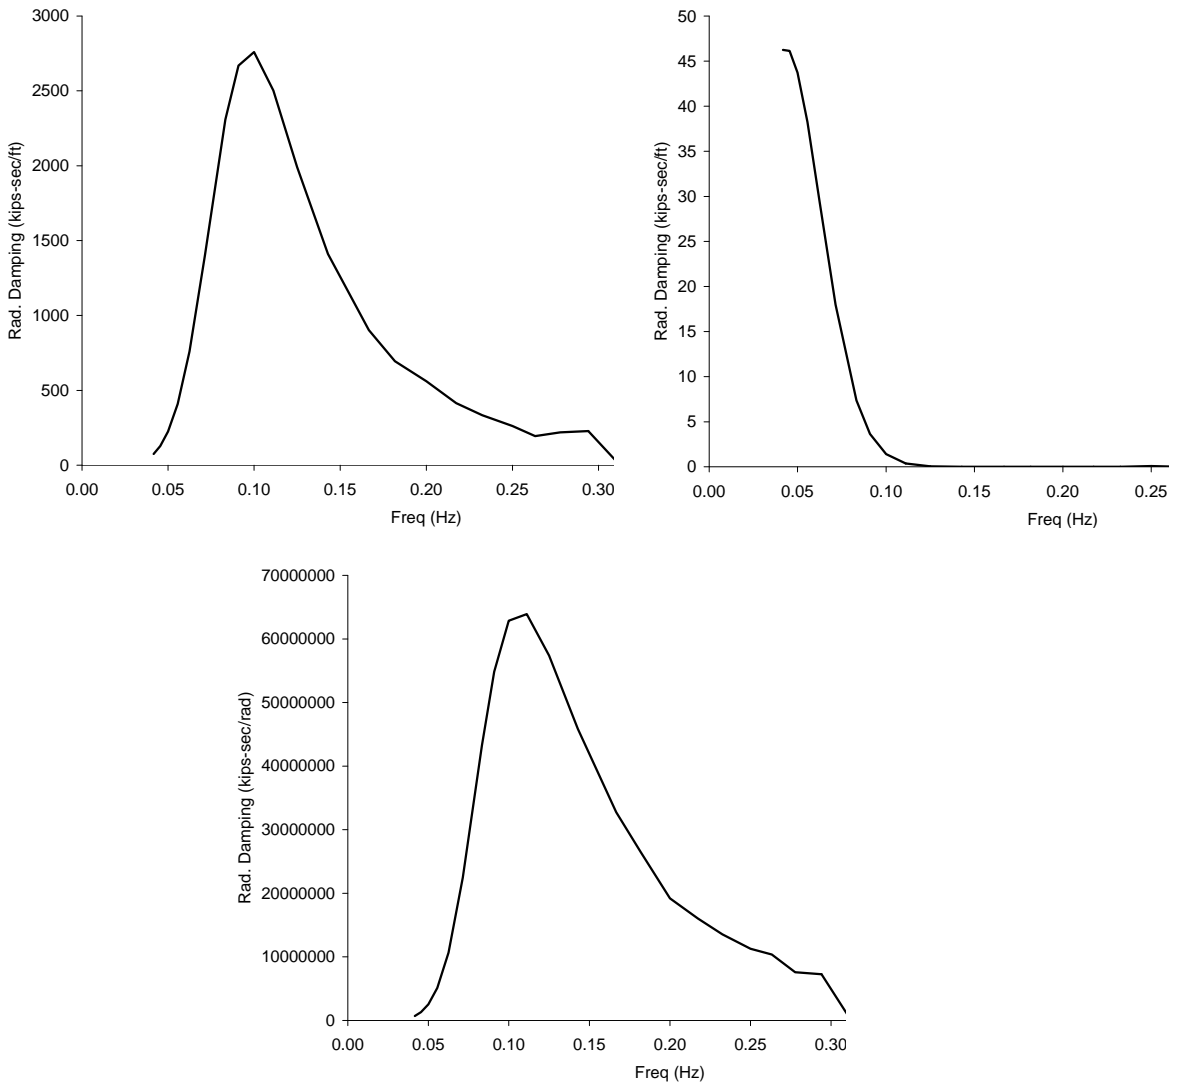 3000
2500
2000
1500
1000
500
0
Rad. Damping (kips-sec/ft)
0.00 0.05 0.10 0.15 0.20 0.25 0.30
Freq (Hz)
50
45
40
35
30
25
20
15
10
5
0
Rad. Damping (kips-sec/ft)
0.00 0.05 0.10 0.15 0.20 0.25
Freq (Hz)
70000000
60000000
50000000
40000000
30000000
20000000
10000000
0
Rad. Damping (kips-sec/rad)
0.00 0.05 0.10 0.15 0.20 0.25 0.30
Freq (Hz)